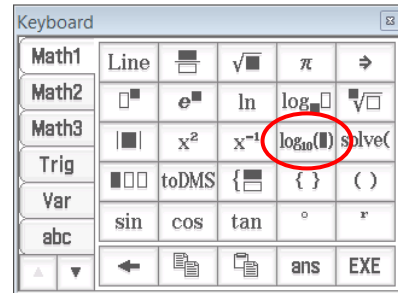 Keyboard
Math1 Line √■ π ⇒
Math2 □■ e■ ln log■□ ■√□
Math3 |■| x² x⁻¹ log₁₀(■) solve(
Trig ■□□ toDMS { { } ( )
Var
abc sin cos tan ° r
ans EXE